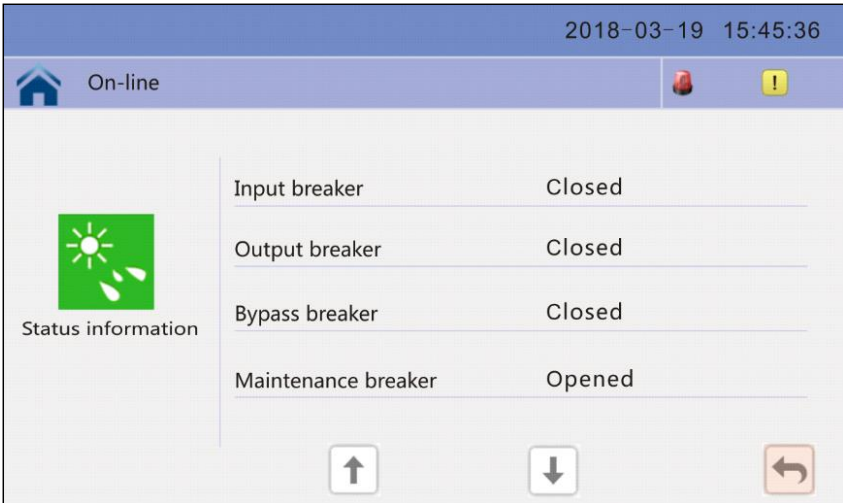 2018-03-19 15:45:36
On-line
!
Input breaker Closed
Output breaker Closed
Bypass breaker Closed
Status information
Maintenance breaker Opened